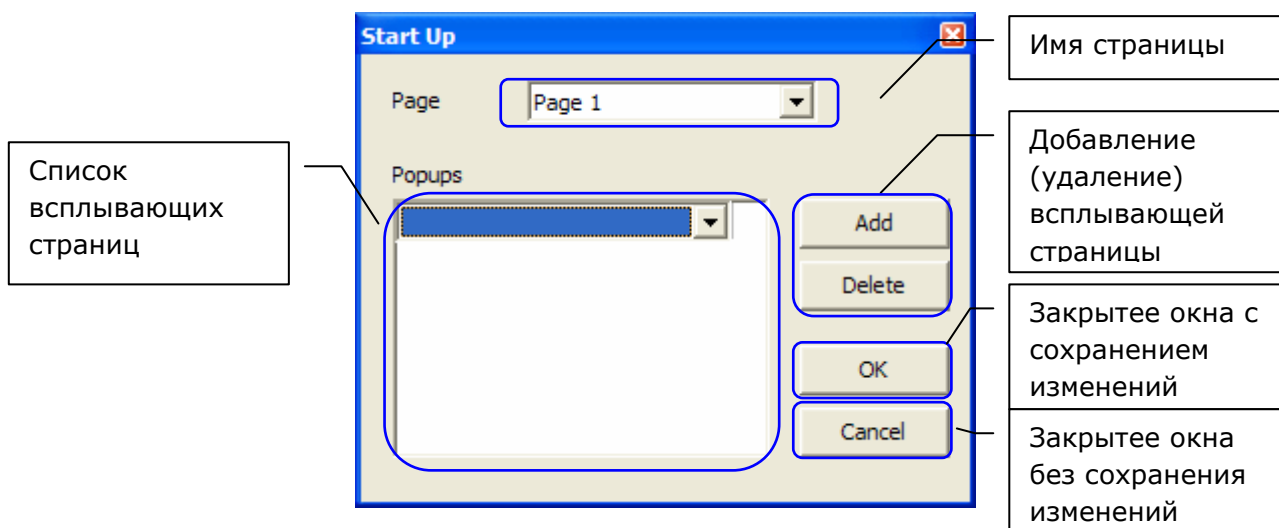 Start Up
Имя страницы
Page
Page 1
Добавление
(удаление)
всплывающей
страницы
Список
всплывающих
страниц
Popups
Add
Delete
Закрытее окна с
сохранением
изменений
OK
Cancel
Закрытее окна
без сохранения
изменений